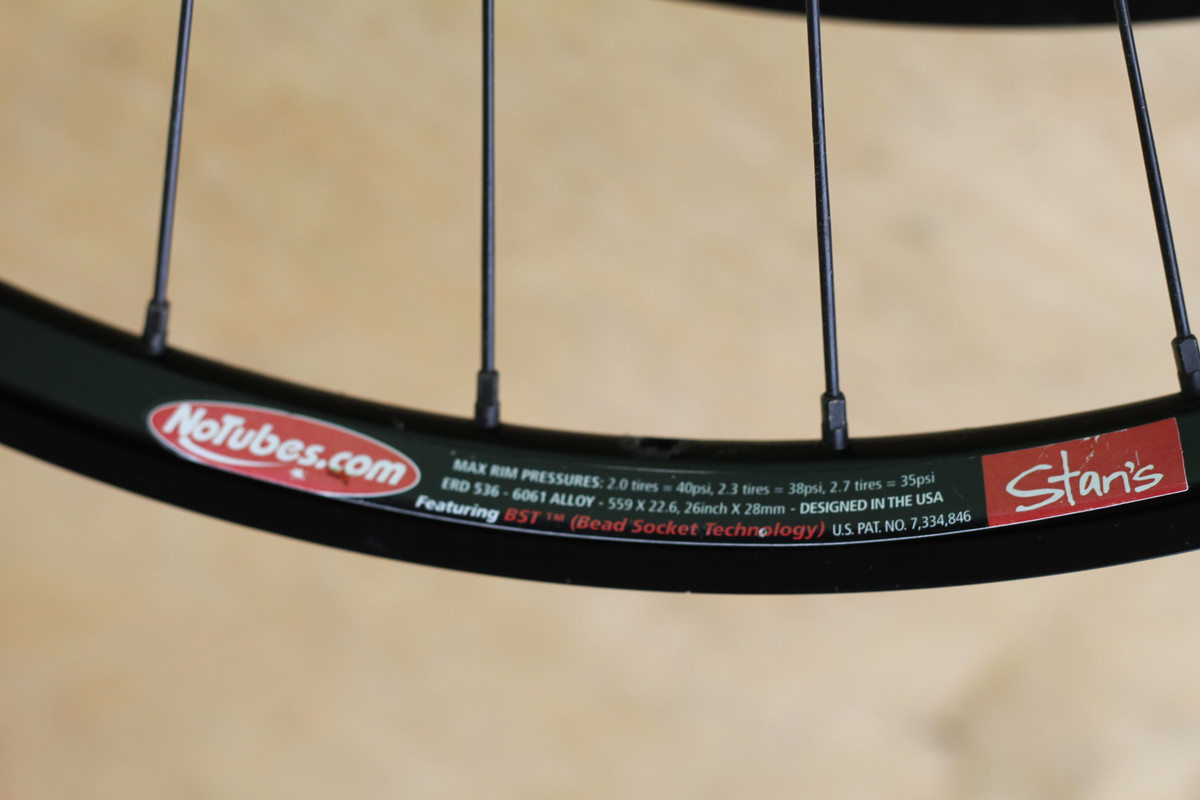 NoTubes.com
MAX RIM PRESSURES: 2.0 tires = 40psi, 2.3 tires = 38psi, 2.7 tires = 35psi
ERD 536 - 6061 ALLOY - 559 X 22.6, 26inch X 28mm - DESIGNED IN THE USA
Featuring BST ™ (Bead Socket Technology) U.S. PAT. NO. 7,334,846
Stan's